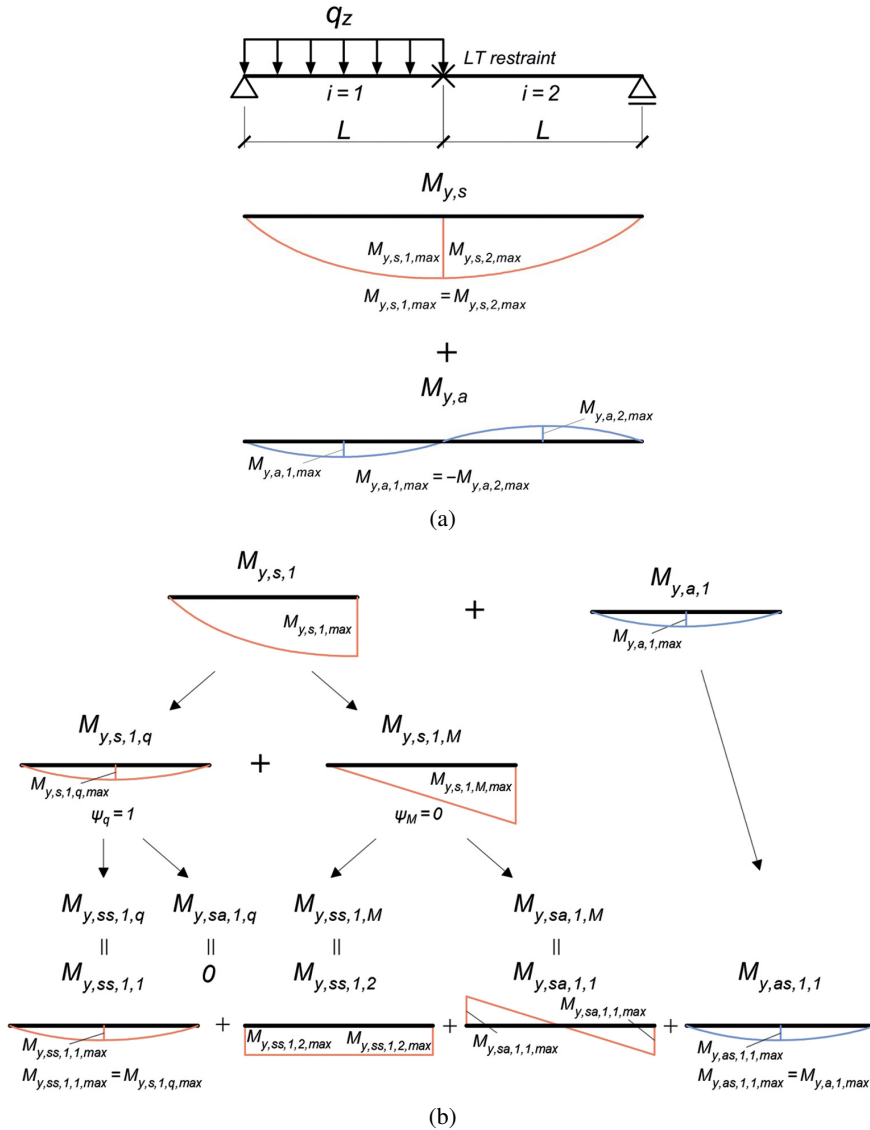 q_z
LT restraint
i = 1
i = 2
L
L
M_y,s
M_y,s,1,max
M_y,s,2,max
M_y,s,1,max = M_y,s,2,max
+
M_y,a
M_y,a,2,max
M_y,a,1,max
M_y,a,1,max = –M_y,a,2,max
(a)
M_y,s,1
+
M_y,a,1
M_y,s,1,max
M_y,a,1,max
M_y,s,1,q
+
M_y,s,1,M
M_y,s,1,q,max
M_y,s,1,M,max
ψ_q = 1
ψ_M = 0
M_y,ss,1,q
M_y,sa,1,q
M_y,ss,1,M
M_y,sa,1,M
=
=
=
=
M_y,ss,1,1
0
M_y,ss,1,2
M_y,sa,1,1
M_y,as,1,1
+
+
+
M_y,ss,1,1,max
M_y,ss,1,2,max
M_y,ss,1,2,max
M_y,sa,1,1,max
M_y,sa,1,1,max
M_y,as,1,1,max
M_y,ss,1,1,max = M_y,s,1,q,max
M_y,as,1,1,max = M_y,a,1,max
(b)